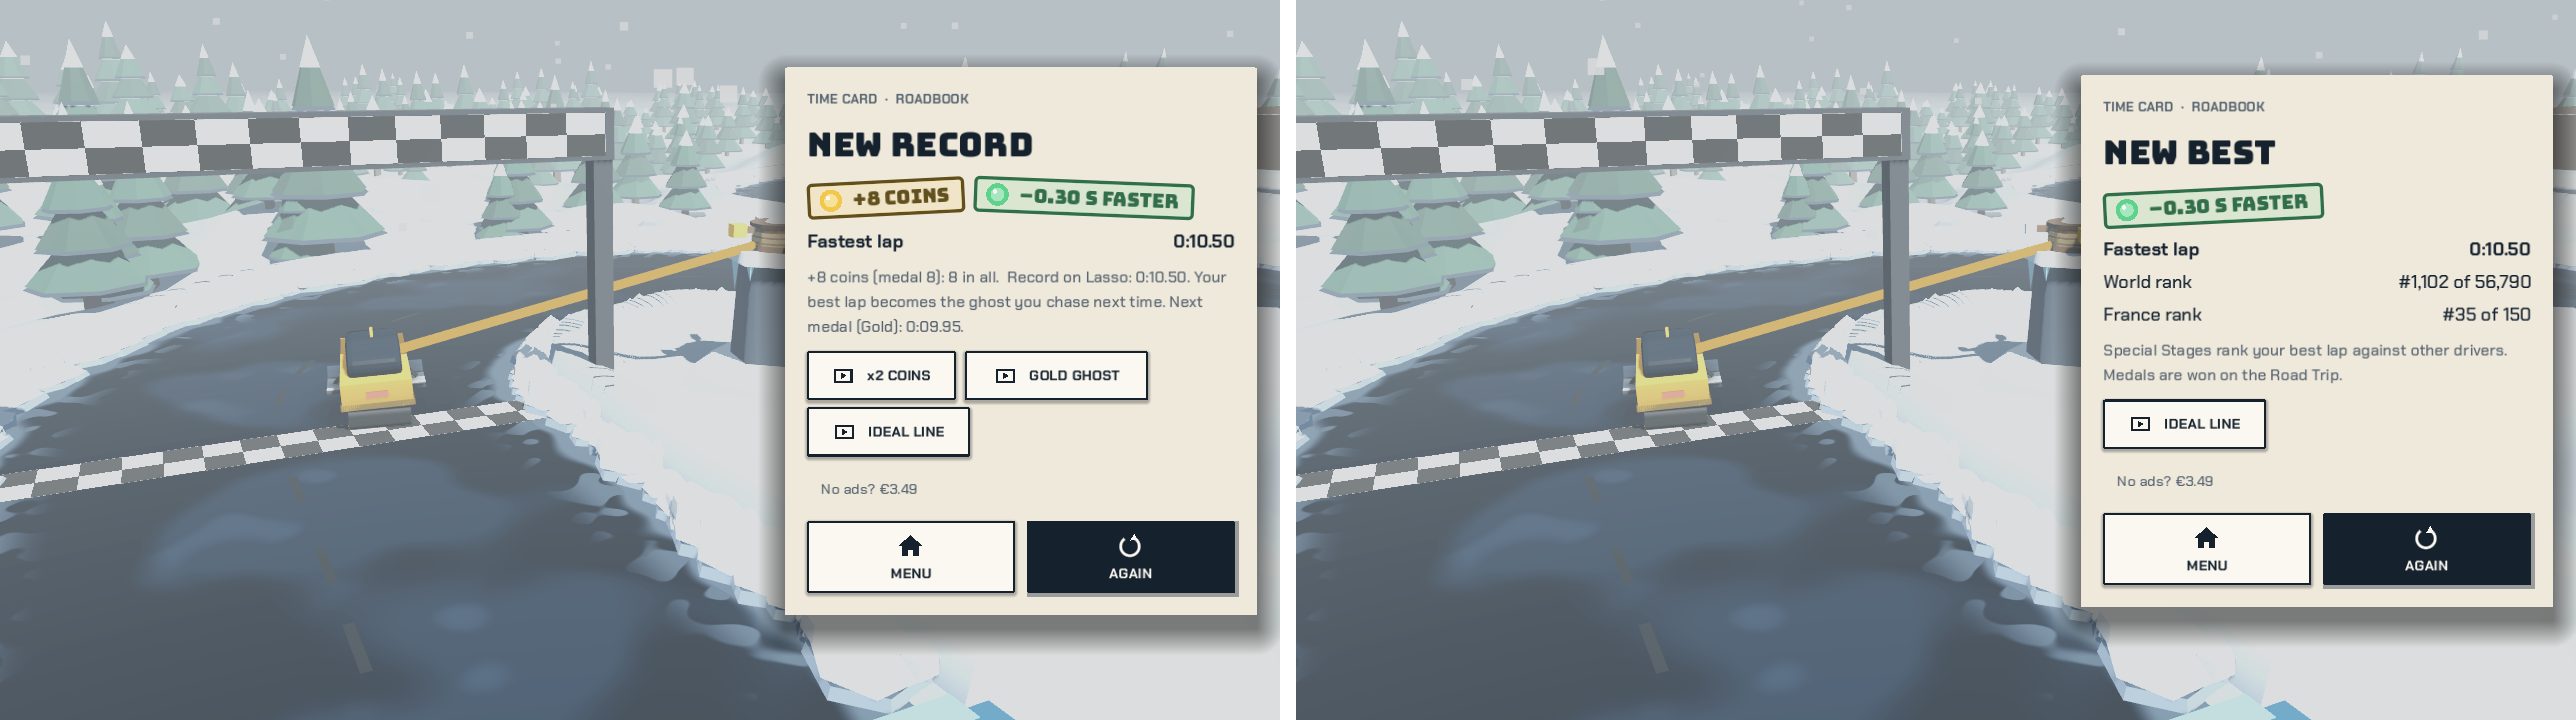 TIME CARD · ROADBOOK
NEW RECORD
+8 COINS
−0.30 S FASTER
Fastest lap 0:10.50
+8 coins (medal 8): 8 in all. Record on Lasso: 0:10.50. Your
best lap becomes the ghost you chase next time. Next
medal (Gold): 0:09.95.
x2 COINS
GOLD GHOST
IDEAL LINE
No ads? €3.49
MENU
AGAIN
TIME CARD · ROADBOOK
NEW BEST
−0.30 S FASTER
Fastest lap 0:10.50
World rank #1,102 of 56,790
France rank #35 of 150
Special Stages rank your best lap against other drivers.
Medals are won on the Road Trip.
IDEAL LINE
No ads? €3.49
MENU
AGAIN